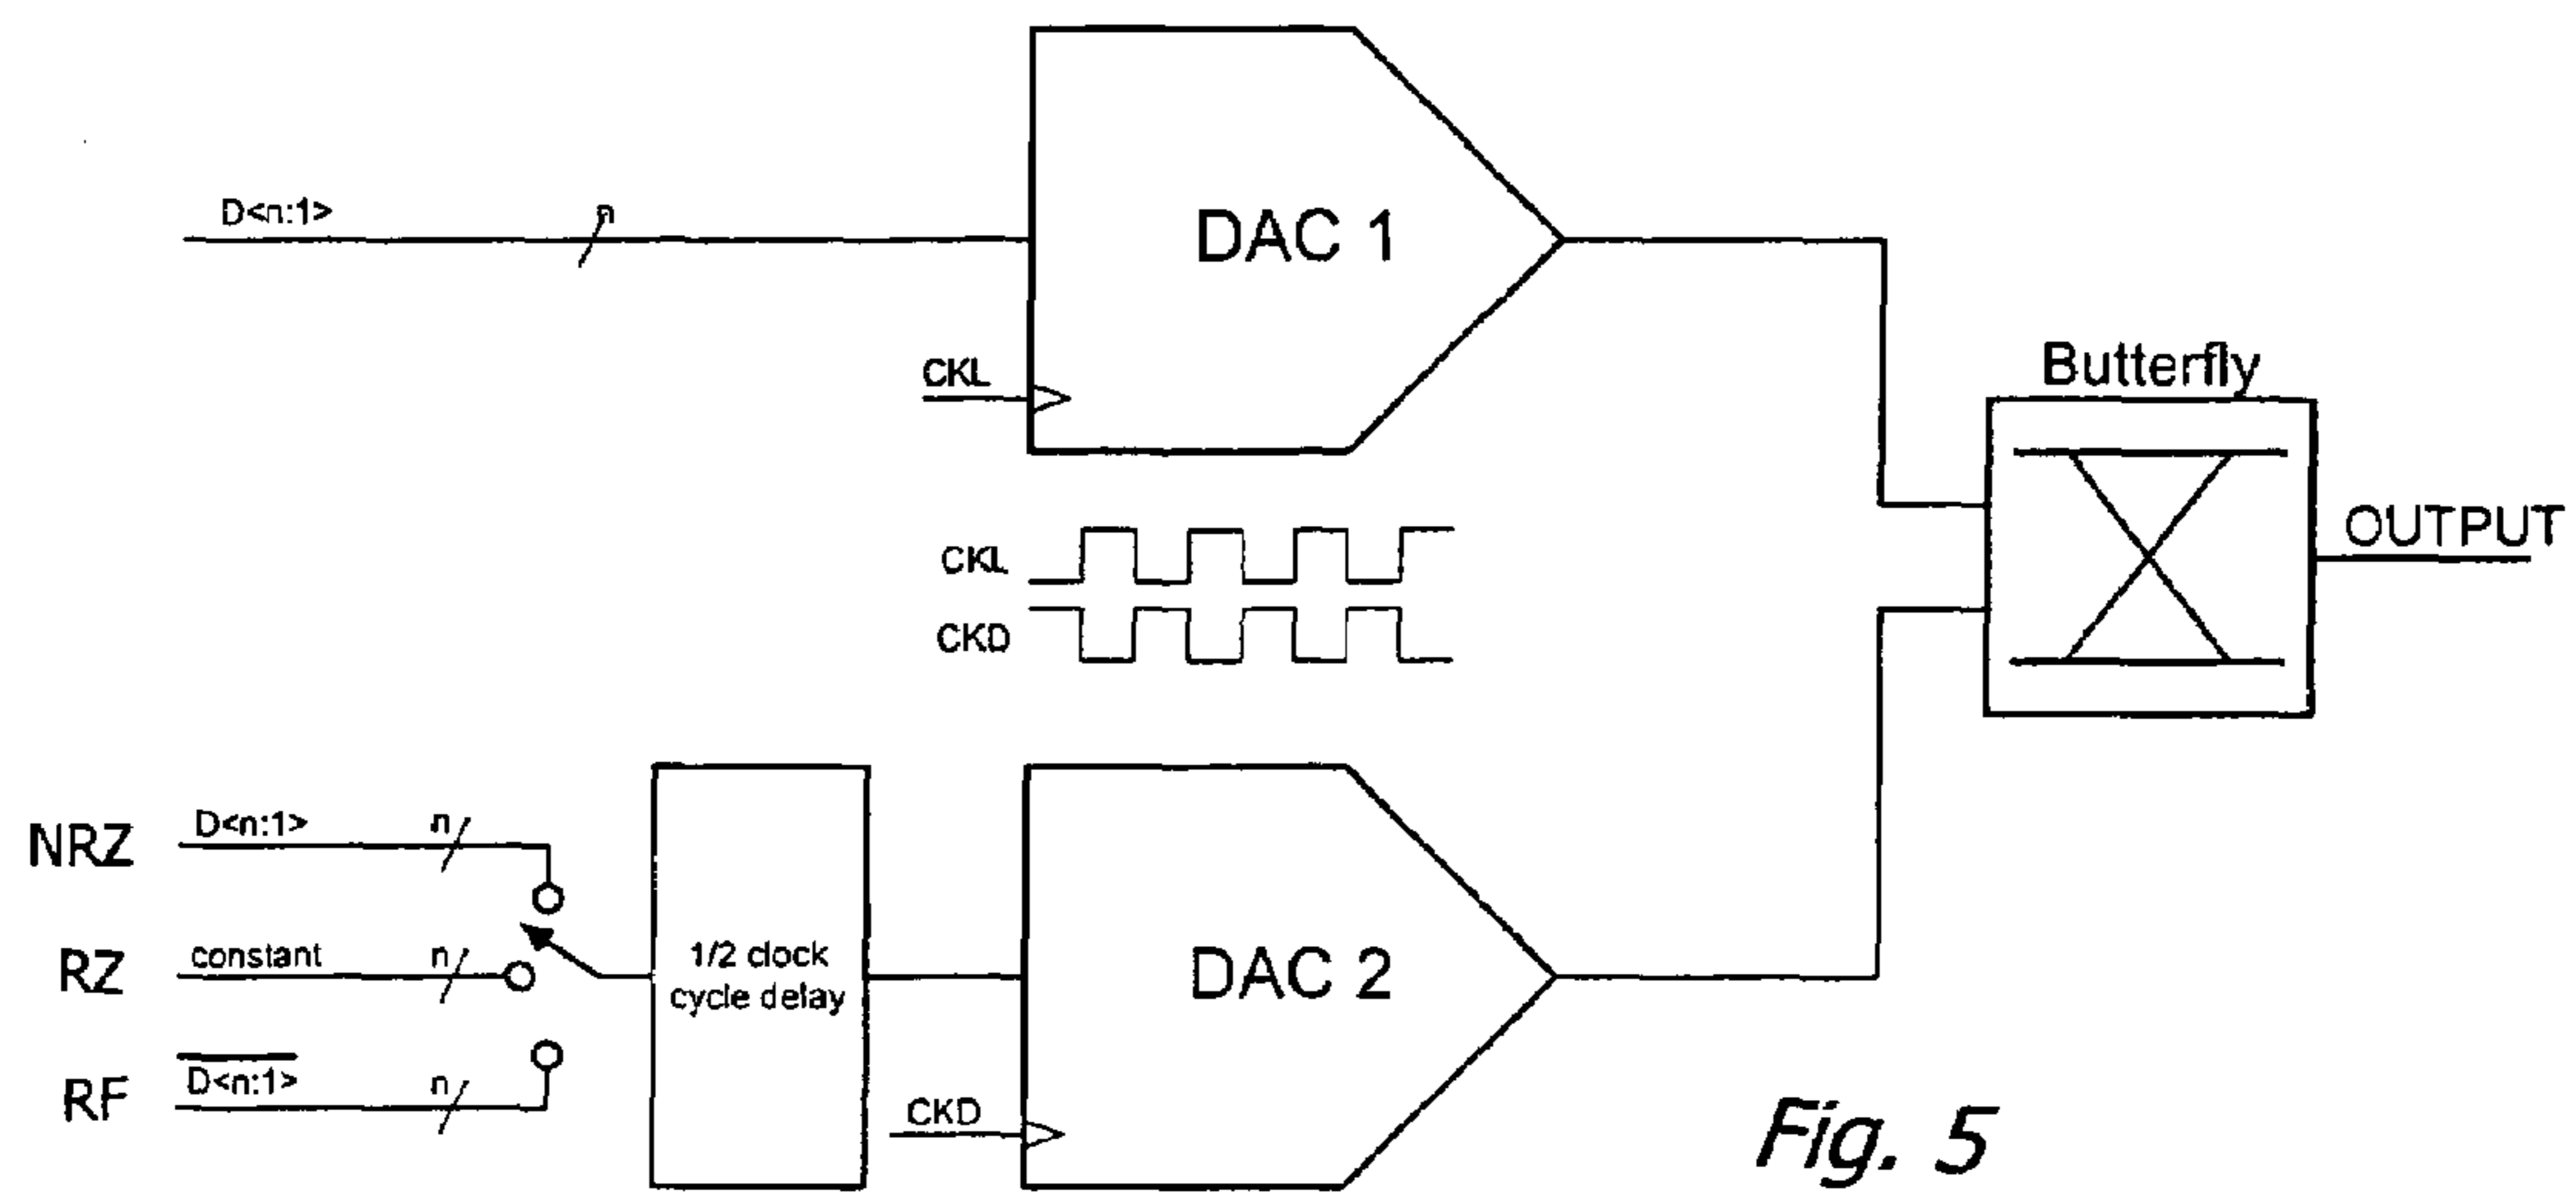 D<n:1>
n
DAC 1
CKL
Butterfly
OUTPUT
CKL
CKD
NRZ
D<n:1>
n
RZ
constant
n
1/2 clock
cycle delay
DAC 2
RF
D<n:1>
n
CKD
Fig. 5